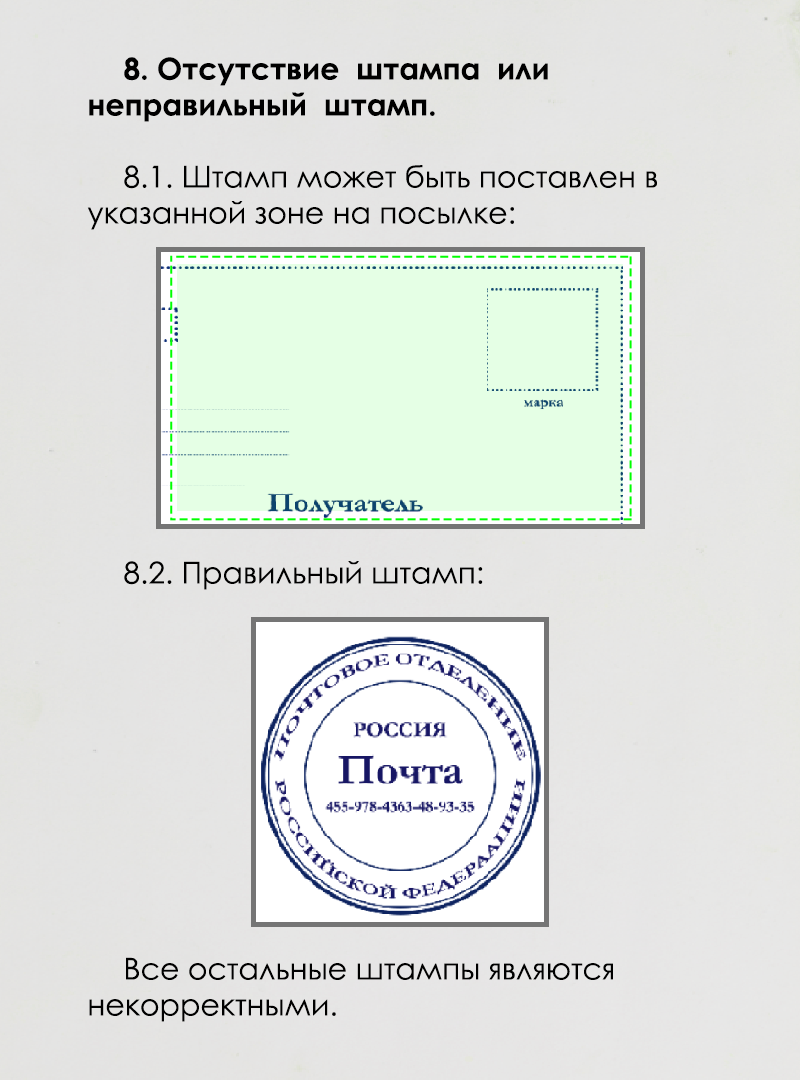 8. Отсутствие штампа или
неправильный штамп.
8.1. Штамп может быть поставлен в
указанной зоне на посылке:
марка
Получатель
8.2. Правильный штамп:
ПОЧТОВОЕ ОТДЕЛЕНИЕ
РОССИЯ
Почта
455-978-4363-48-93-35
РОССИЙСКОЙ ФЕДЕРААЦИИ
Все остальные штампы являются
некорректными.